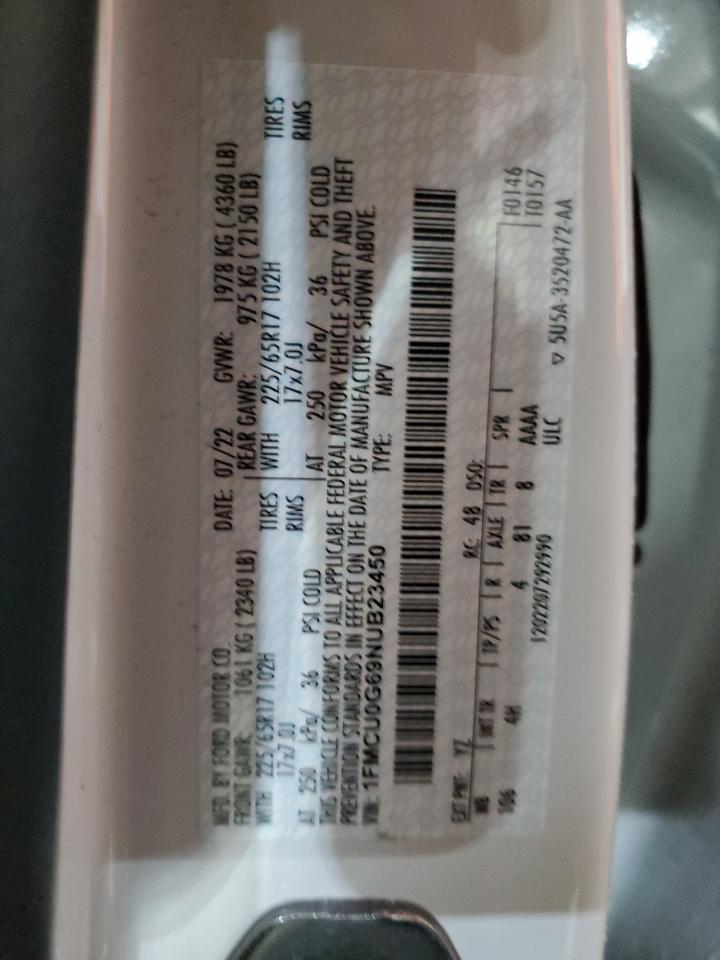 MFD. BY FORD MOTOR CO. DATE: 07/22 GVWR: 1978 KG ( 4360 LB)
FRONT GAWR: 1061 KG ( 2340 LB) REAR GAWR: 975 KG ( 2150 LB)
WITH 225/65R17 102H TIRES WITH 225/65R17 102H TIRES
17x7.0J RIMS 17x7.0J RIMS
AT 250 kPa/ 36 PSI COLD AT 250 kPa/ 36 PSI COLD
THIS VEHICLE CONFORMS TO ALL APPLICABLE FEDERAL MOTOR VEHICLE SAFETY AND THEFT
PREVENTION STANDARDS IN EFFECT ON THE DATE OF MANUFACTURE SHOWN ABOVE.
VIN: 1FMCU0G69NUB23450 TYPE: MPV
EXT PNT: YZ RC: 48 DSO:
WB INT TR TP/PS R AXLE TR SPR F0146
106 4H 4 B1 8 AAAA T0157
ULC
1202207292990 ▽ 5U5A-3520472-AA